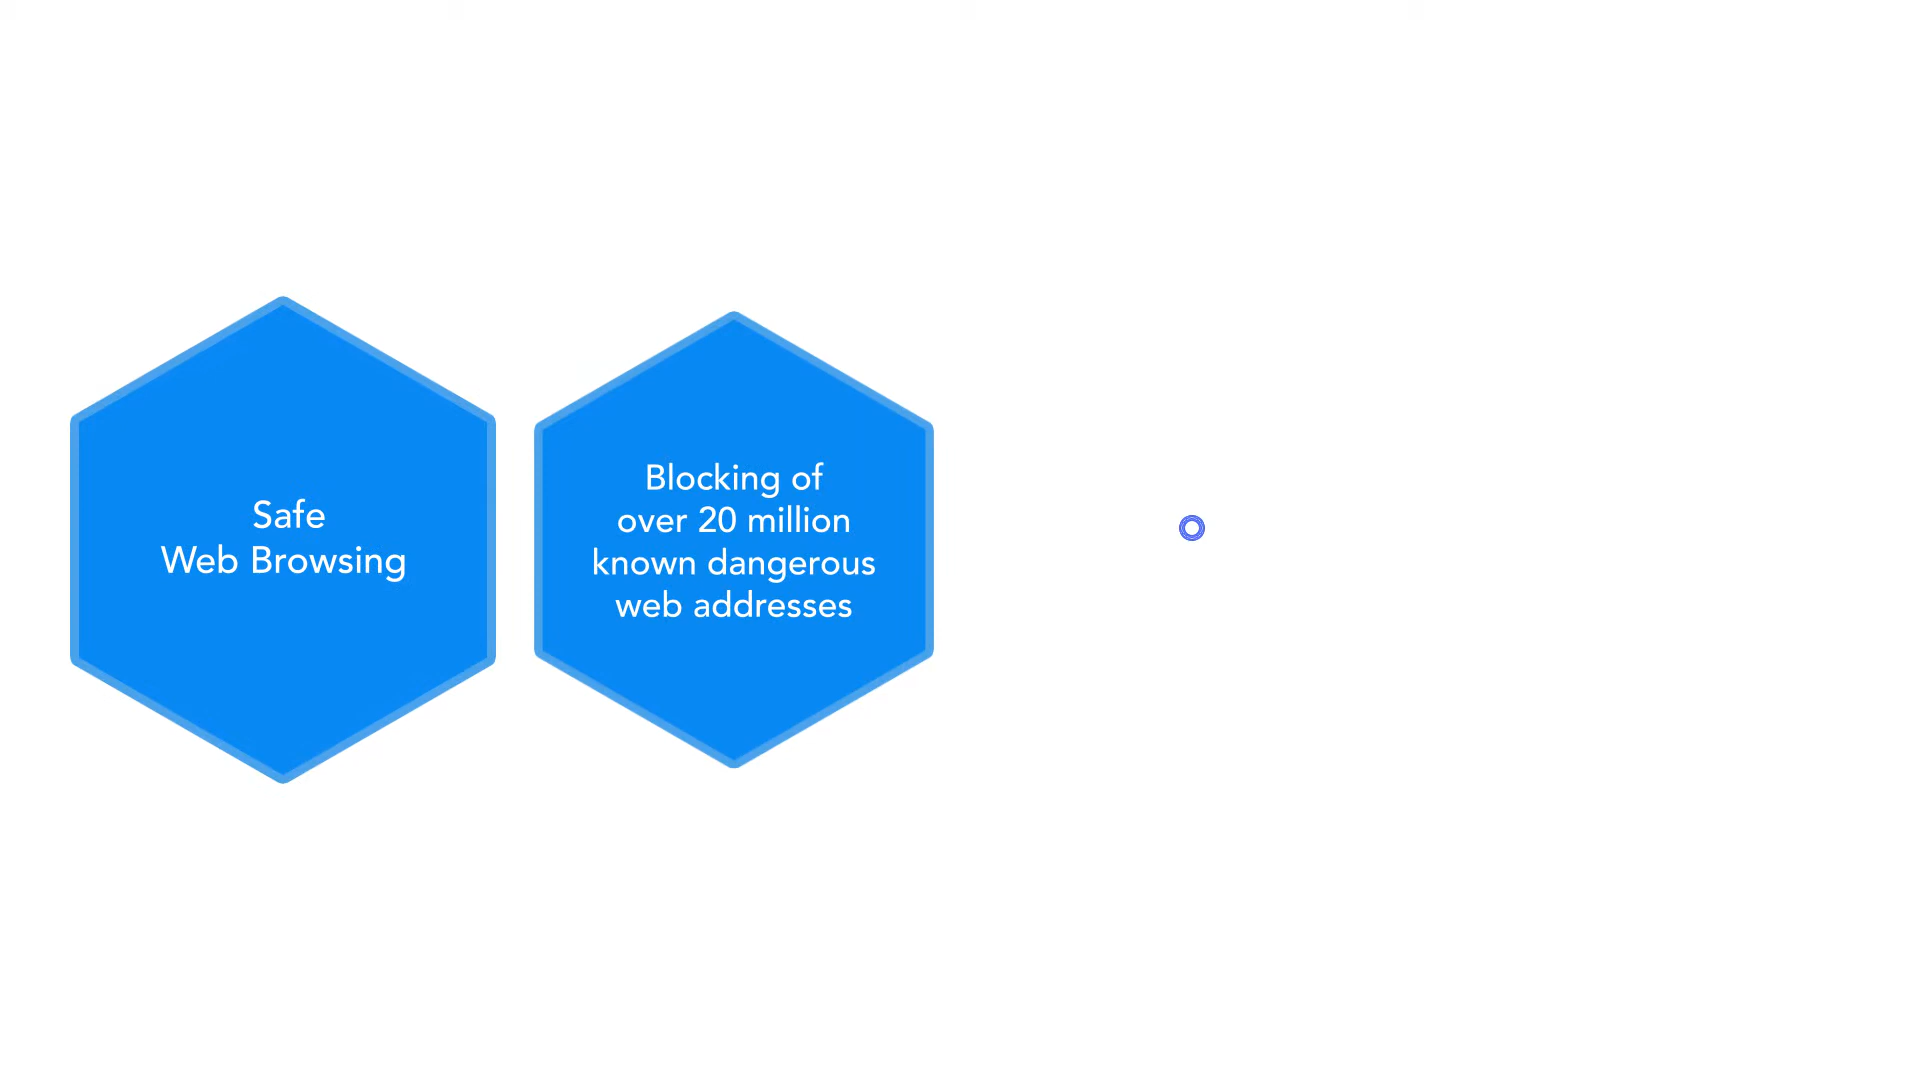 Safe
Web Browsing
Blocking of
over 20 million
known dangerous
web addresses